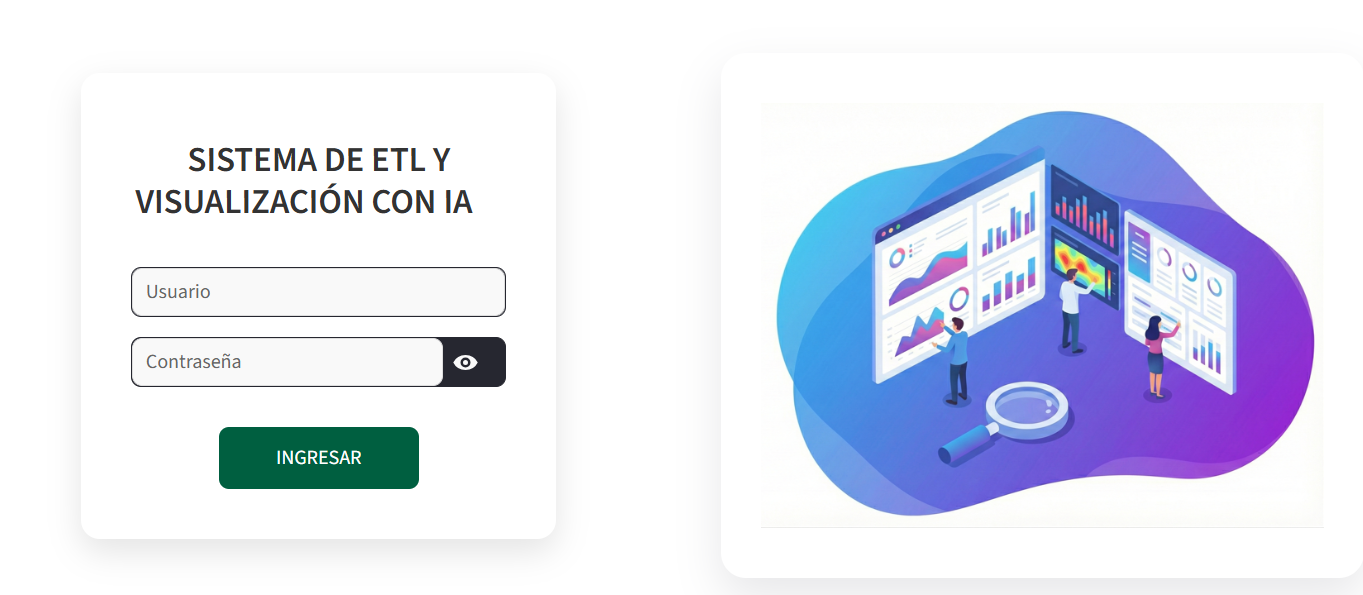 SISTEMA DE ETL Y
VISUALIZACIÓN CON IA
Usuario
Contraseña
INGRESAR